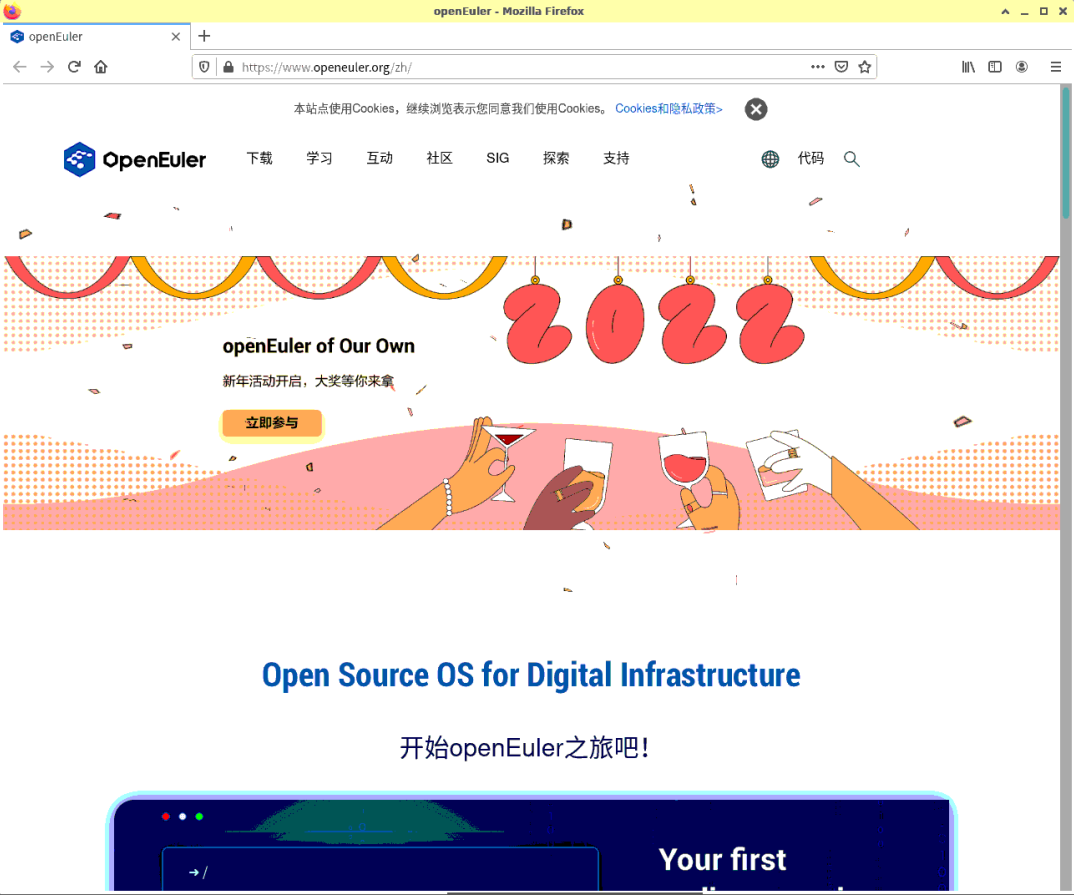 openEuler - Mozilla Firefox
openEuler
https://www.openeuler.org/zh/
本站点使用Cookies，继续浏览表示您同意我们使用Cookies。 Cookies和隐私政策>
OpenEuler 下载 学习 互动 社区 SIG 探索 支持 代码
2022
openEuler of Our Own
新年活动开启，大奖等你来拿
立即参与
Open Source OS for Digital Infrastructure
开始openEuler之旅吧！
Your first
➜ /